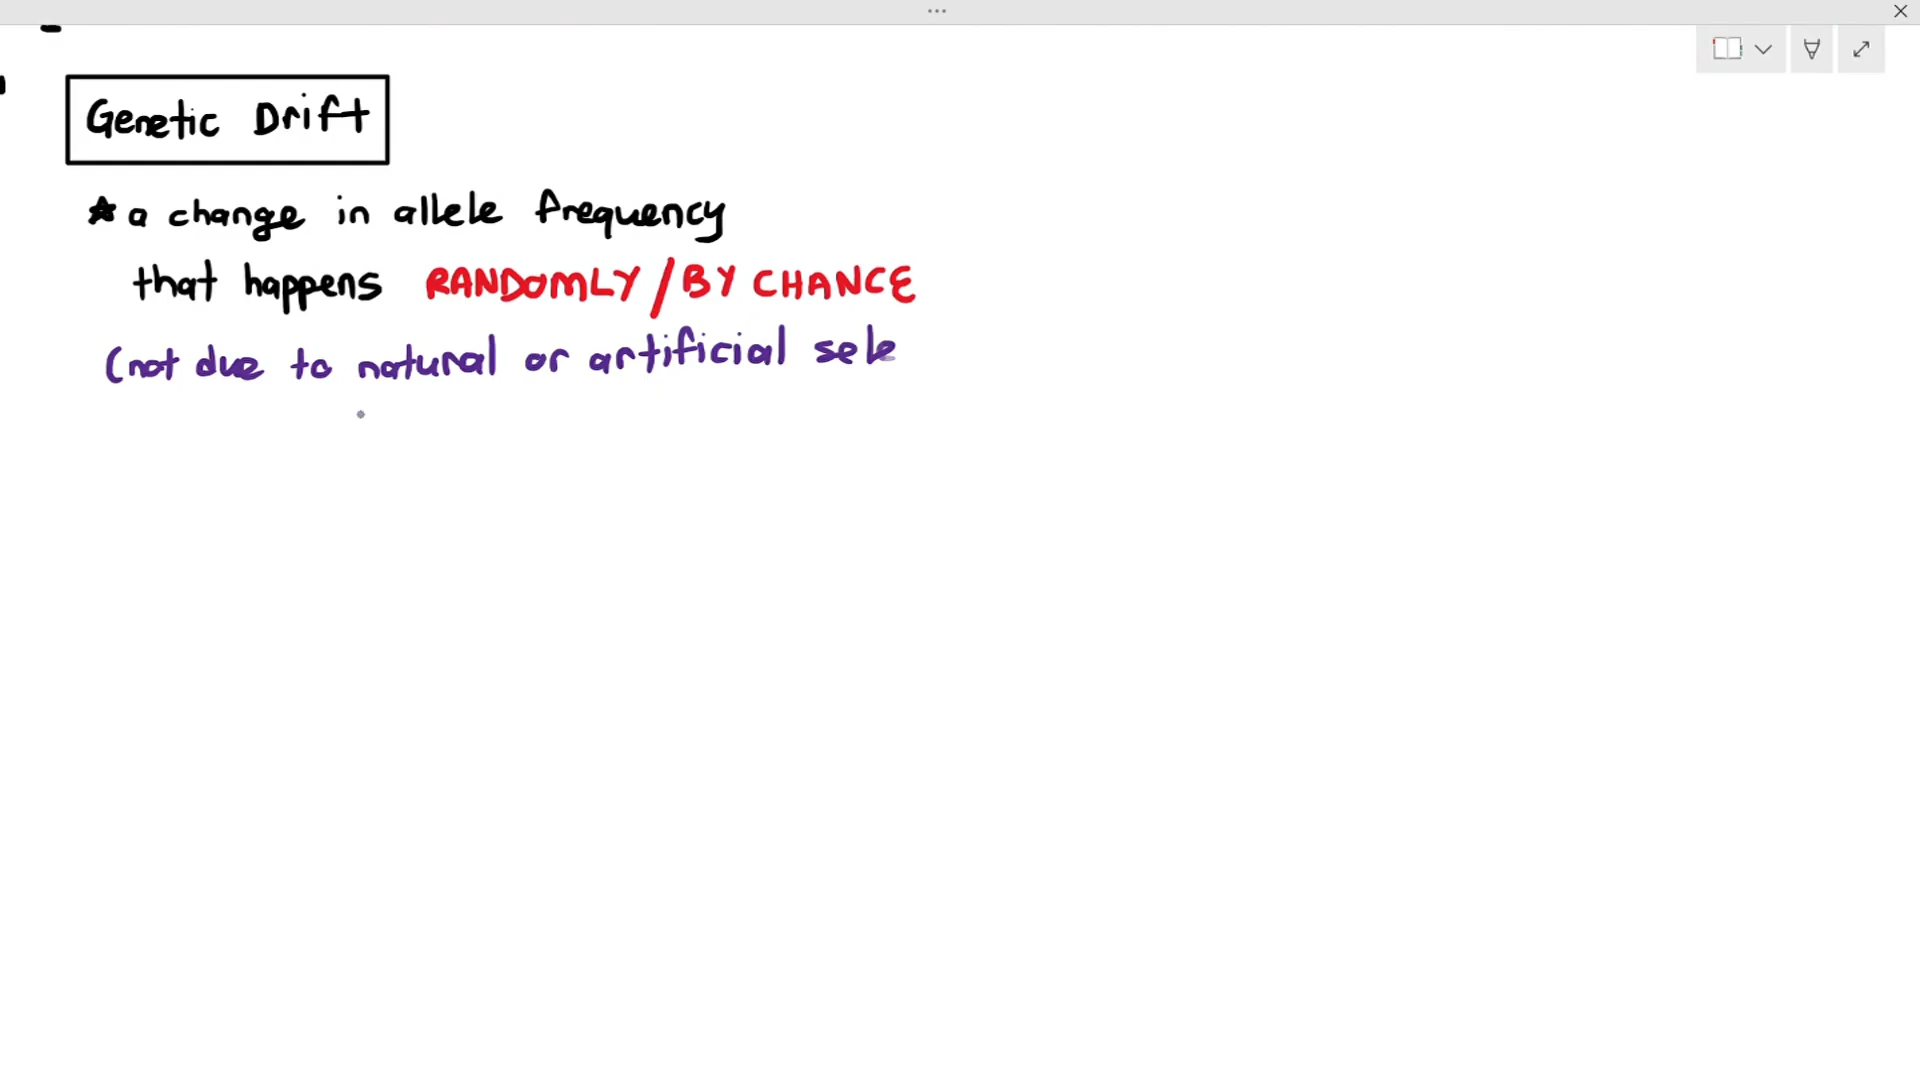 Genetic Drift
* a change in allele frequency
that happens RANDOMLY / BY CHANCE
(not due to natural or artificial sele